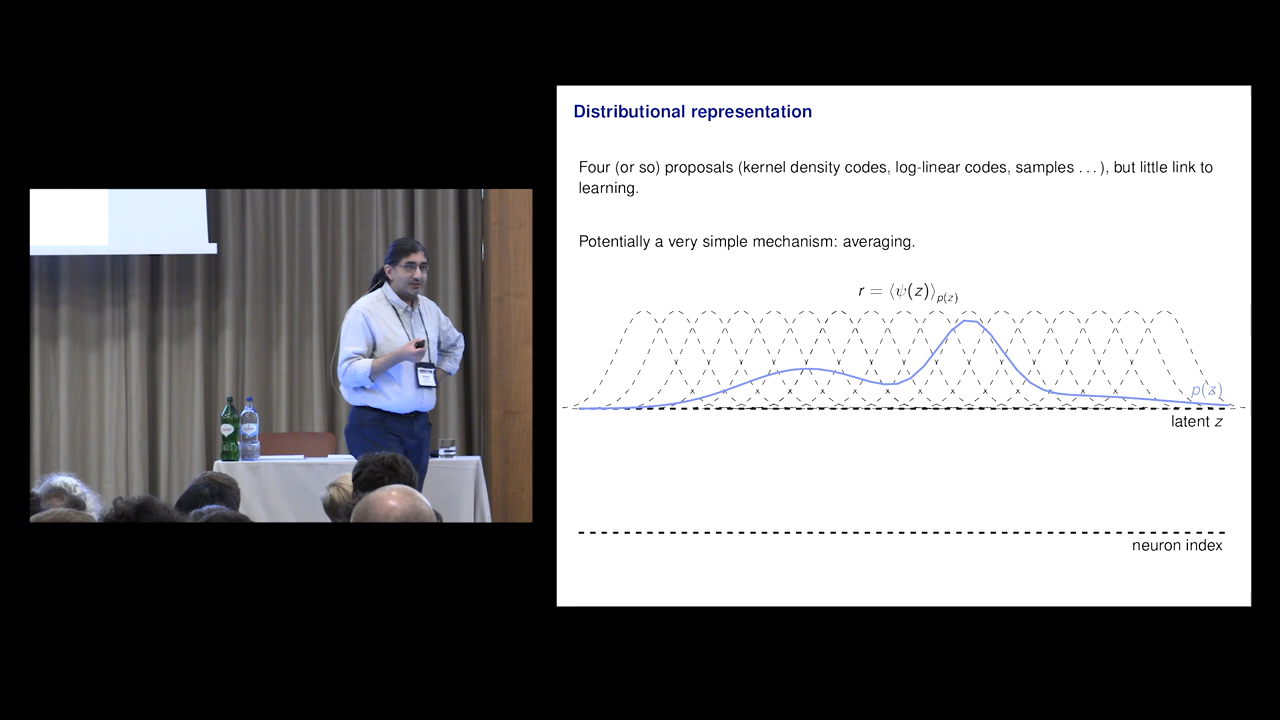 Distributional representation
Four (or so) proposals (kernel density codes, log-linear codes, samples . . . ), but little link to
learning.
Potentially a very simple mechanism: averaging.
r = ⟨ψ(z)⟩p(z)
p(z)
latent z
neuron index